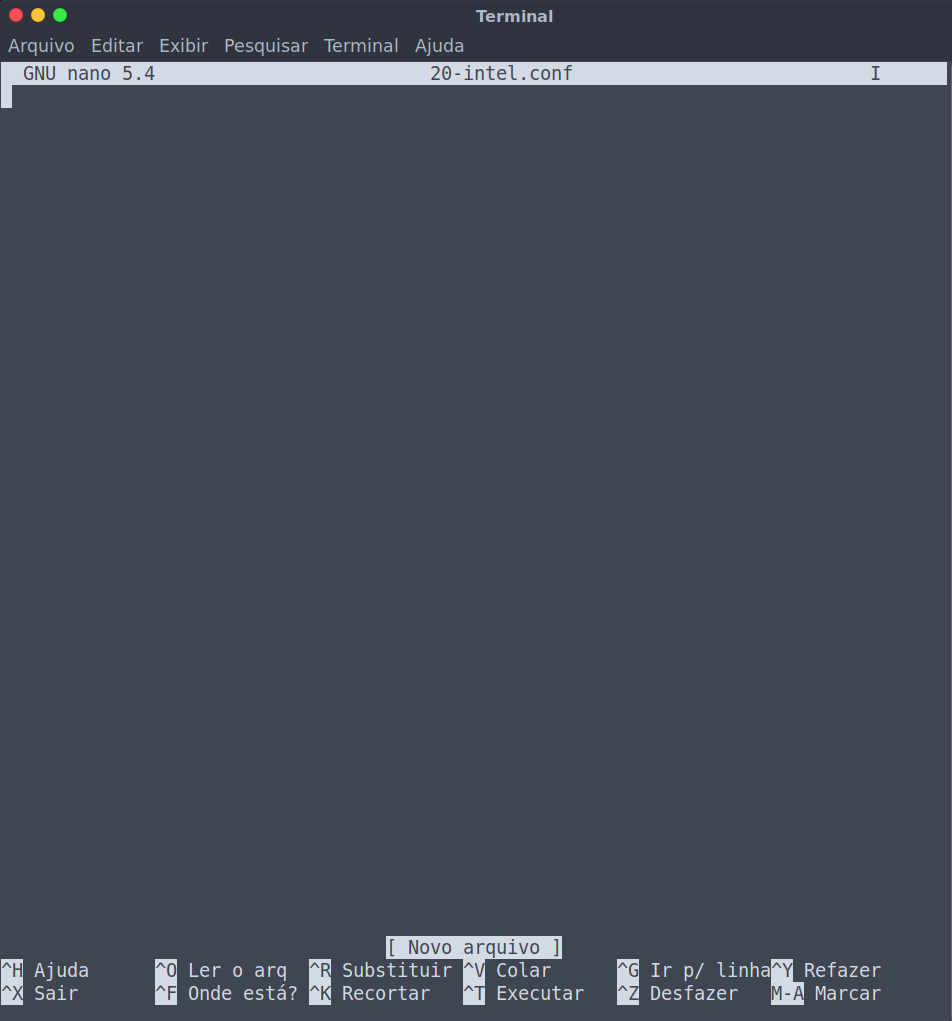 Terminal
Arquivo Editar Exibir Pesquisar Terminal Ajuda
GNU nano 5.4 20-intel.conf I
[ Novo arquivo ]
^H Ajuda ^O Ler o arq ^R Substituir ^V Colar ^G Ir p/ linha ^Y Refazer
^X Sair ^F Onde está? ^K Recortar ^T Executar ^Z Desfazer M-A Marcar